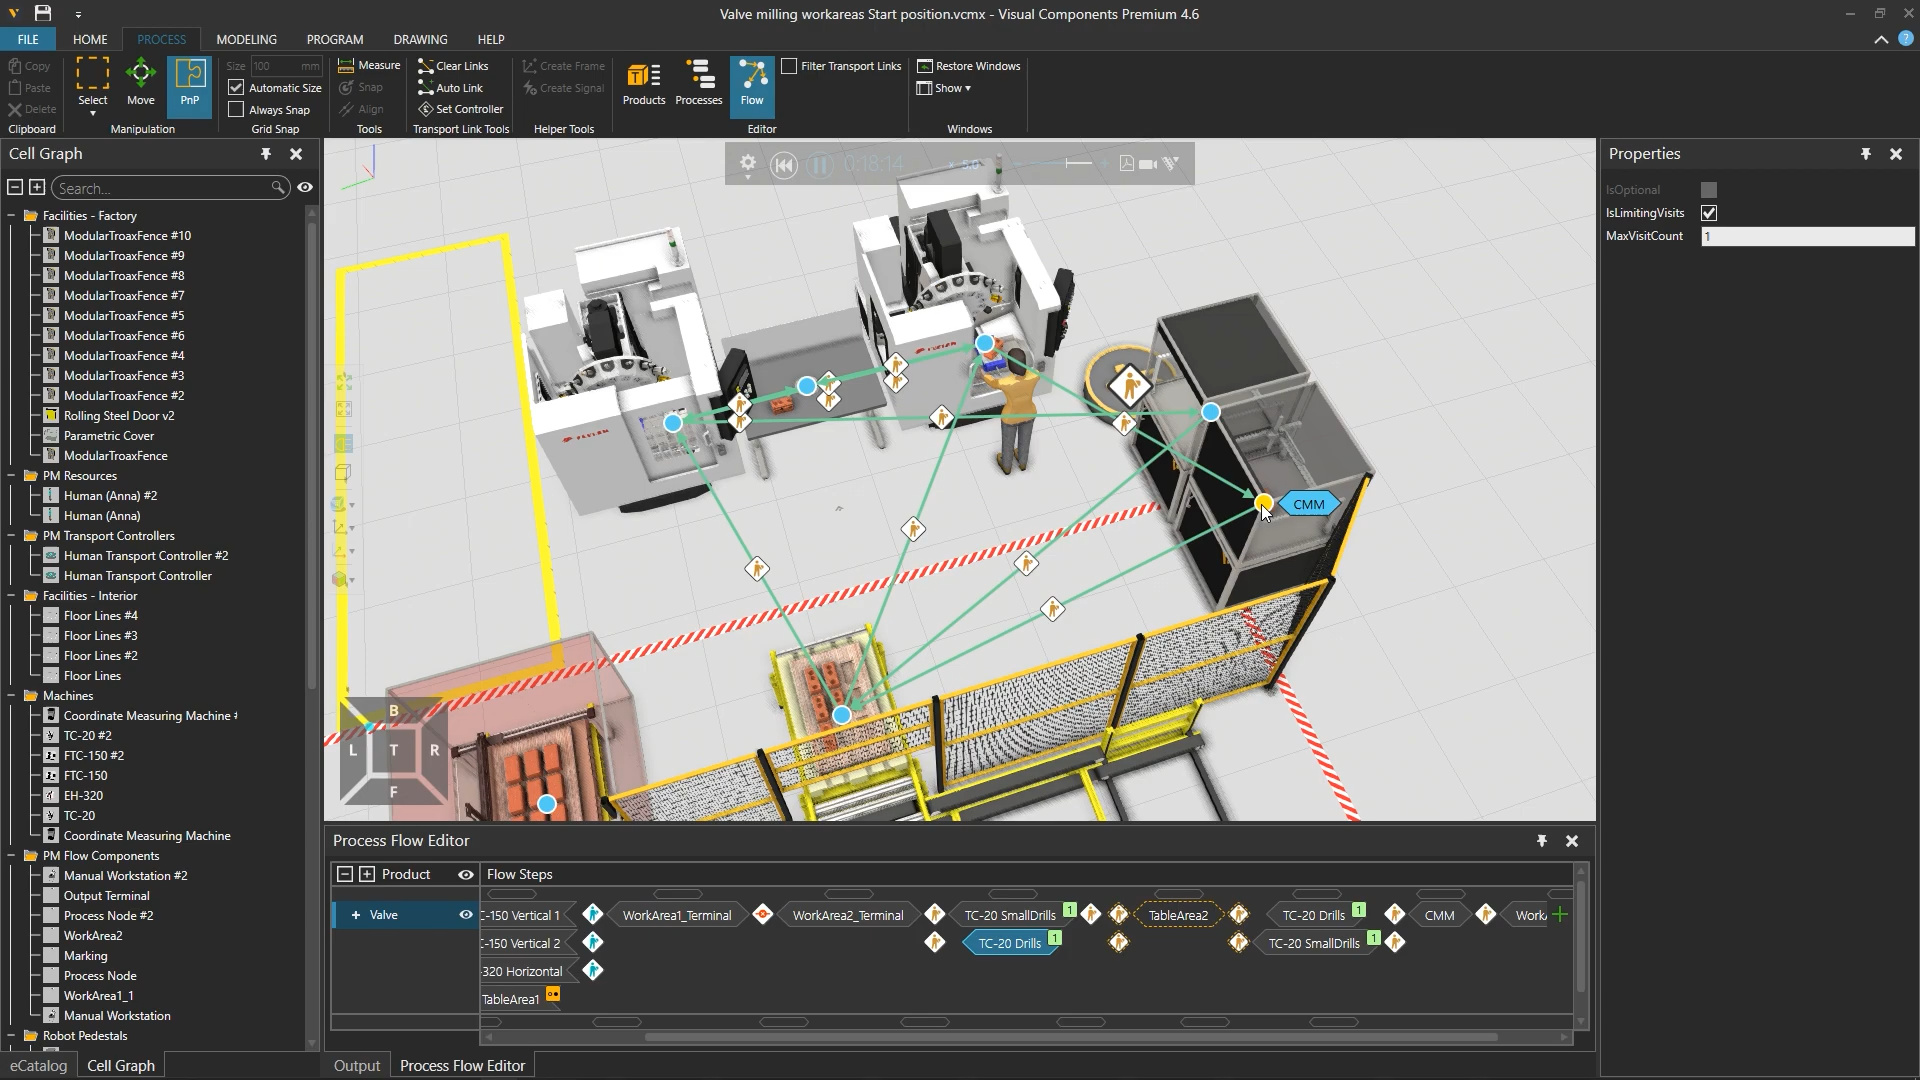 Valve milling workareas Start position.vcmx - Visual Components Premium 4.6
FILE HOME PROCESS MODELING PROGRAM DRAWING HELP
Copy
Paste
Delete
Clipboard
Select
Move
PnP
Manipulation
Size 100 mm
Automatic Size
Always Snap
Grid Snap
Measure
Snap
Align
Tools
Clear Links
Auto Link
Set Controller
Transport Link Tools
Create Frame
Create Signal
Helper Tools
Products
Processes
Flow
Filter Transport Links
Editor
Restore Windows
Show
Windows
Cell Graph
Search...
Facilities - Factory
ModularTroaxFence #10
ModularTroaxFence #9
ModularTroaxFence #8
ModularTroaxFence #7
ModularTroaxFence #5
ModularTroaxFence #6
ModularTroaxFence #4
ModularTroaxFence #3
ModularTroaxFence #2
Rolling Steel Door v2
Parametric Cover
ModularTroaxFence
PM Resources
Human (Anna) #2
Human (Anna)
PM Transport Controllers
Human Transport Controller #2
Human Transport Controller
Facilities - Interior
Floor Lines #4
Floor Lines #3
Floor Lines #2
Floor Lines
Machines
Coordinate Measuring Machine
TC-20 #2
FTC-150 #2
FTC-150
EH-320
TC-20
Coordinate Measuring Machine
PM Flow Components
Manual Workstation #2
Output Terminal
Process Node #2
WorkArea2
Marking
Process Node
WorkArea1_1
Manual Workstation
Robot Pedestals
eCatalog
Cell Graph
0:18:14
x 5.0
CMM
B
L T R
F
Properties
IsOptional
IsLimitingVisits
MaxVisitCount 1
Process Flow Editor
Product
Flow Steps
Valve
C-150 Vertical 1 WorkArea1_Terminal WorkArea2_Terminal TC-20 SmallDrills 1 TableArea2 TC-20 Drills 1 CMM Work
C-150 Vertical 2 TC-20 Drills 1 TC-20 SmallDrills 1
-320 Horizontal
TableArea1
Output
Process Flow Editor